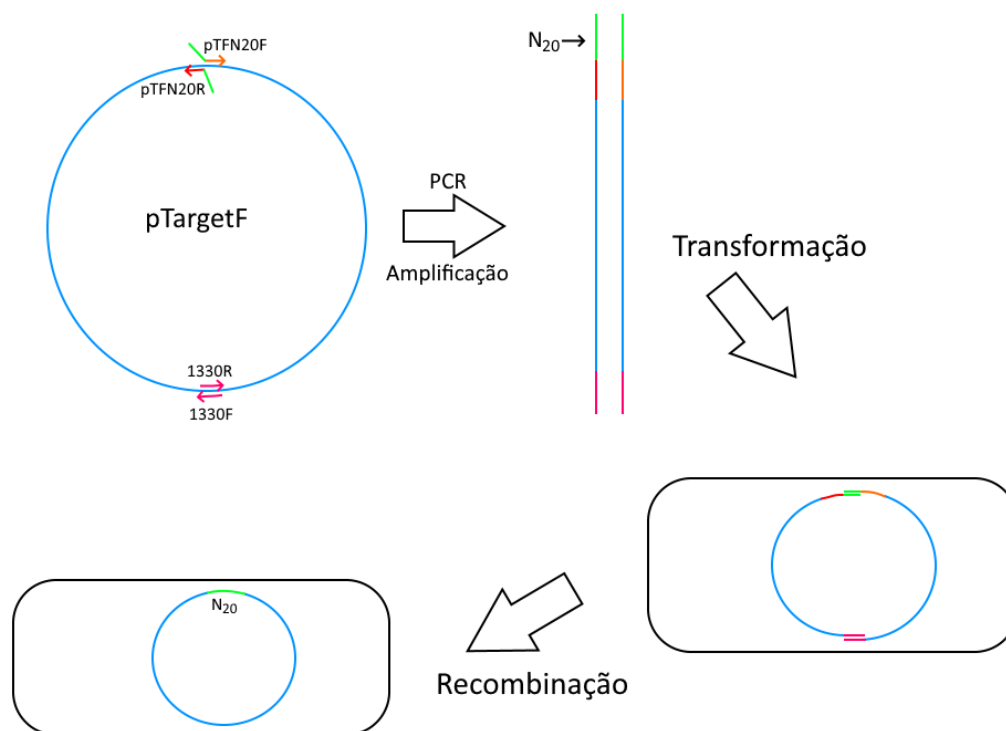 pTFN20F
pTFN20R
pTargetF
1330R
1330F
PCR
Amplificação
N₂₀→
Transformação
Recombinação
N₂₀